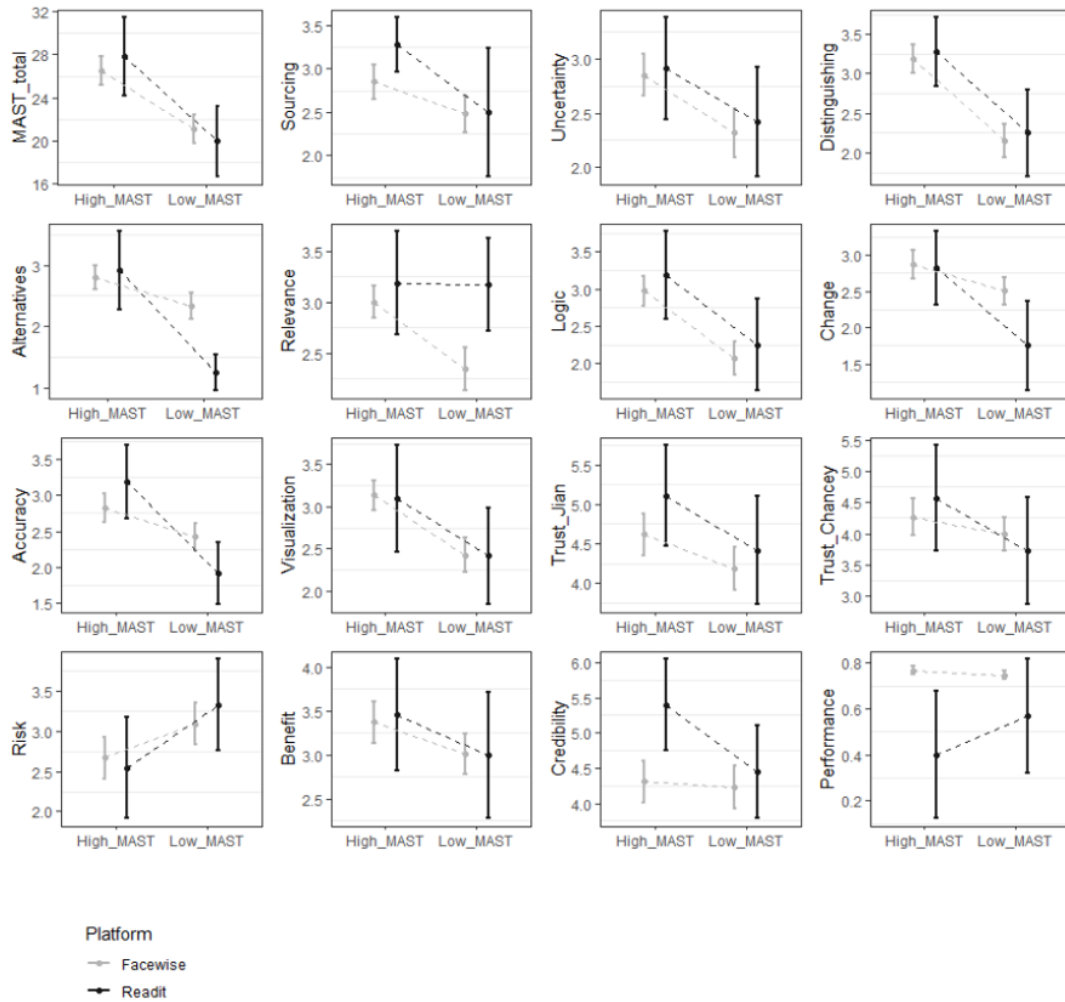 MAST_total
32
28
24
20
16
High_MAST Low_MAST
Sourcing
3.5
3.0
2.5
2.0
High_MAST Low_MAST
Uncertainty
3.0
2.5
2.0
High_MAST Low_MAST
Distinguishing
3.5
3.0
2.5
2.0
High_MAST Low_MAST
Alternatives
3
2
1
High_MAST Low_MAST
Relevance
3.5
3.0
2.5
High_MAST Low_MAST
Logic
3.5
3.0
2.5
2.0
High_MAST Low_MAST
Change
3.0
2.5
2.0
1.5
High_MAST Low_MAST
Accuracy
3.5
3.0
2.5
2.0
1.5
High_MAST Low_MAST
Visualization
3.5
3.0
2.5
2.0
High_MAST Low_MAST
Trust_Jian
5.5
5.0
4.5
4.0
High_MAST Low_MAST
Trust_Chancey
5.5
5.0
4.5
4.0
3.5
3.0
High_MAST Low_MAST
Risk
3.5
3.0
2.5
2.0
High_MAST Low_MAST
Benefit
4.0
3.5
3.0
2.5
High_MAST Low_MAST
Credibility
6.0
5.5
5.0
4.5
4.0
High_MAST Low_MAST
Performance
0.8
0.6
0.4
0.2
High_MAST Low_MAST
Platform
Facewise
Readit